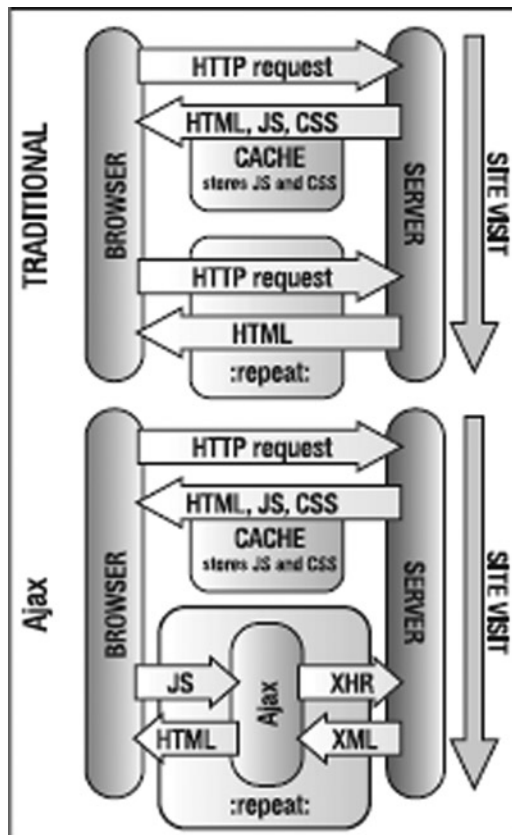 TRADITIONAL
BROWSER
HTTP request
HTML, JS, CSS
CACHE
stores JS and CSS
HTTP request
HTML
:repeat:
SERVER
SITE VISIT
Ajax
BROWSER
HTTP request
HTML, JS, CSS
CACHE
stores JS and CSS
JS
HTML
Ajax
XHR
XML
:repeat:
SERVER
SITE VISIT